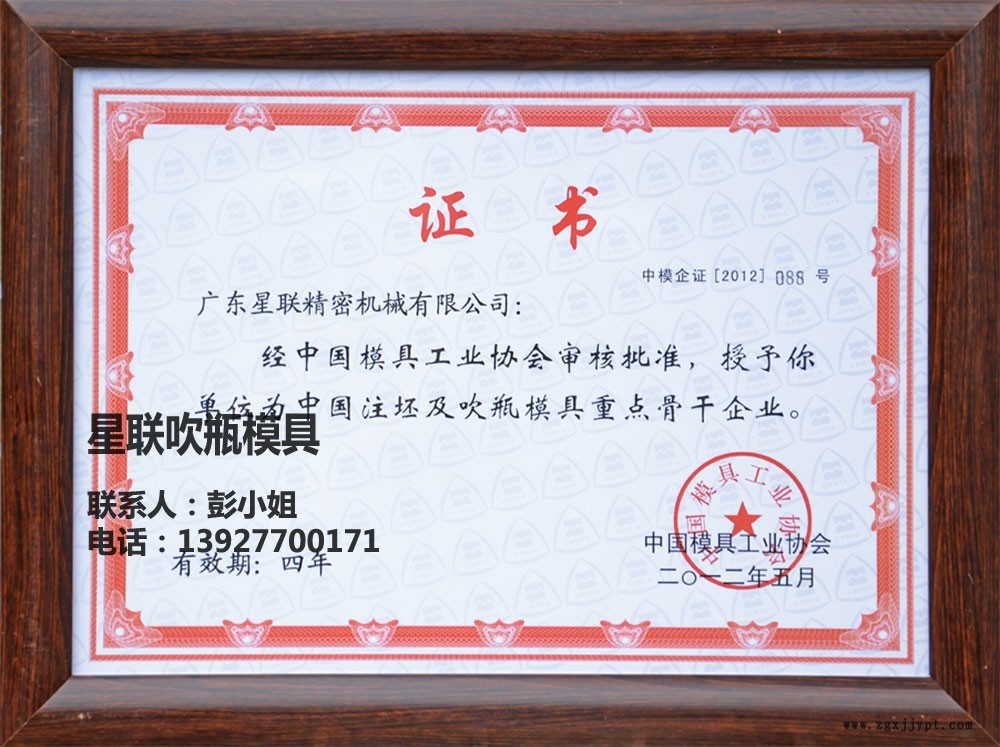 证 书
中模企证 [2012] 088 号
广东星联精密机械有限公司：
经中国模具工业协会审核批准，授予你
单位为中国注坯及吹瓶模具重点骨干企业。
星联吹瓶模具
联系人：彭小姐
电话：13927700171
有效期：四年
中国模具工业协会
中国模具工业协会
二〇一二年五月
www.zgxjjypt.com